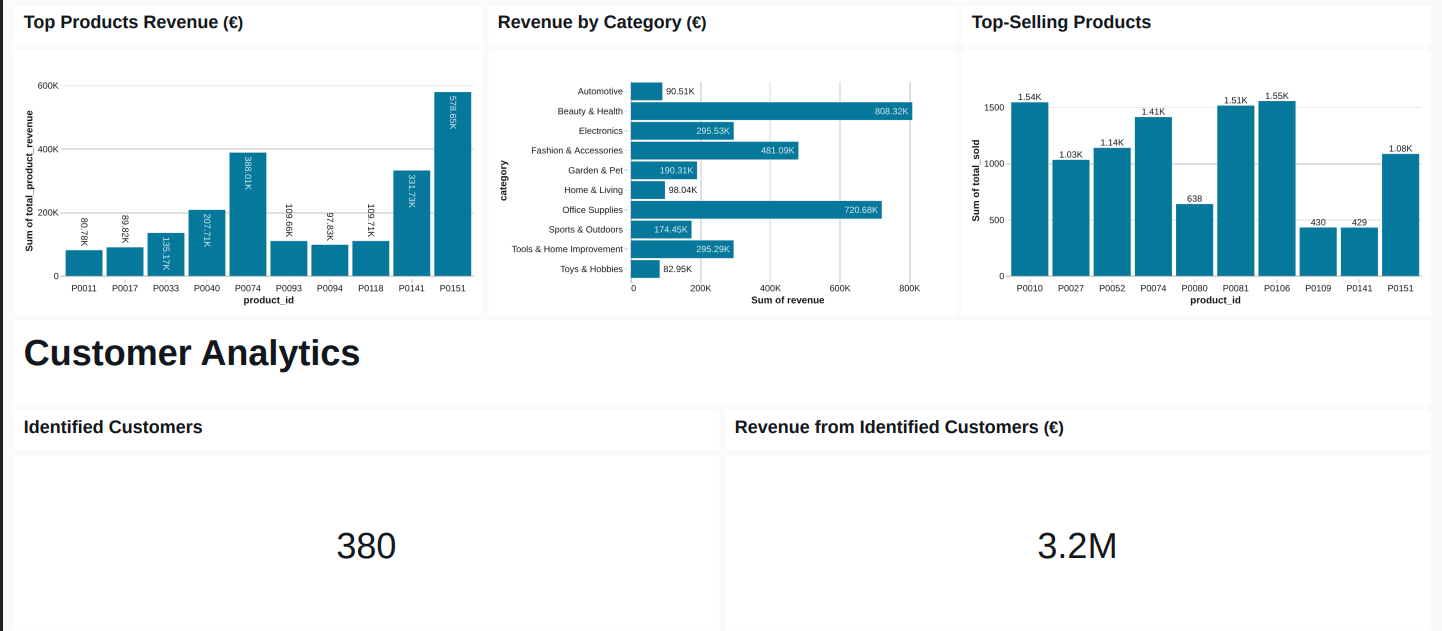 Top Products Revenue (€)
Revenue by Category (€)
Top-Selling Products
600K
400K
200K
0
Sum of total_product_revenue
80.78K
89.82K
135.17K
207.71K
388.01K
109.66K
97.83K
109.71K
331.73K
578.65K
P0011 P0017 P0033 P0040 P0074 P0093 P0094 P0118 P0141 P0151
product_id
category
Automotive 90.51K
Beauty & Health 808.32K
Electronics 295.53K
Fashion & Accessories 481.09K
Garden & Pet 190.31K
Home & Living 98.04K
Office Supplies 720.68K
Sports & Outdoors 174.45K
Tools & Home Improvement 295.29K
Toys & Hobbies 82.95K
0 200K 400K 600K 800K
Sum of revenue
1500
1000
500
0
Sum of total_sold
1.54K
1.03K
1.14K
1.41K
638
1.51K
1.55K
430
429
1.08K
P0010 P0027 P0052 P0074 P0080 P0081 P0106 P0109 P0141 P0151
product_id
Customer Analytics
Identified Customers
Revenue from Identified Customers (€)
380
3.2M